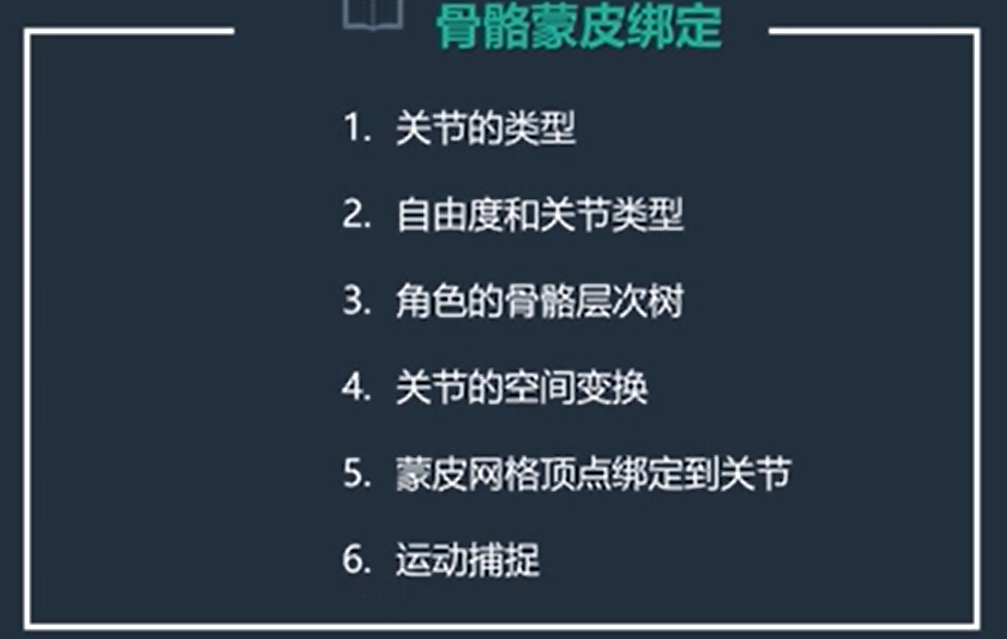 骨骼蒙皮绑定
1. 关节的类型
2. 自由度和关节类型
3. 角色的骨骼层次树
4. 关节的空间变换
5. 蒙皮网格顶点绑定到关节
6. 运动捕捉